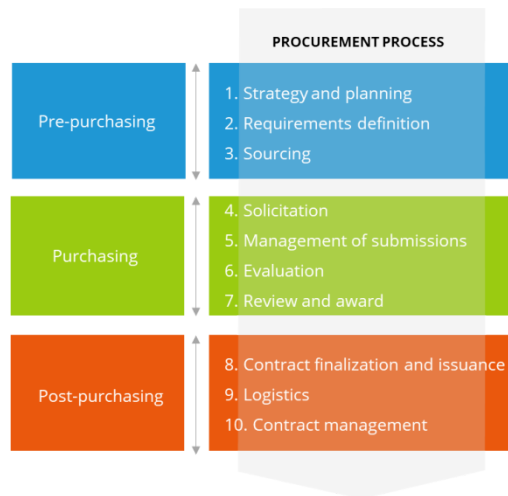 PROCUREMENT PROCESS
Pre-purchasing
1. Strategy and planning
2. Requirements definition
3. Sourcing
Purchasing
4. Solicitation
5. Management of submissions
6. Evaluation
7. Review and award
Post-purchasing
8. Contract finalization and issuance
9. Logistics
10. Contract management